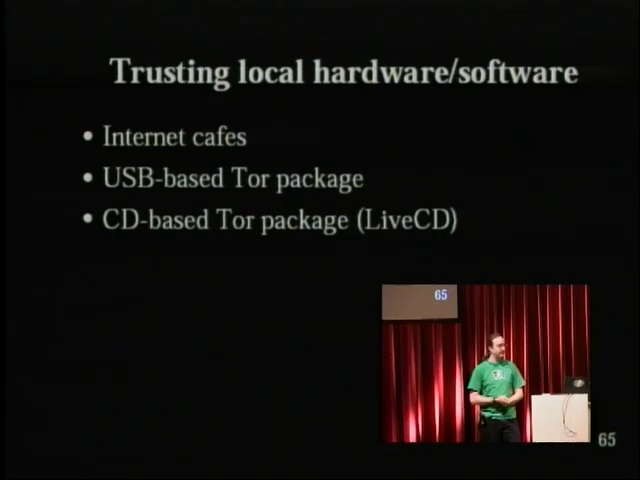 Trusting local hardware/software
• Internet cafes
• USB-based Tor package
• CD-based Tor package (LiveCD)
65
65